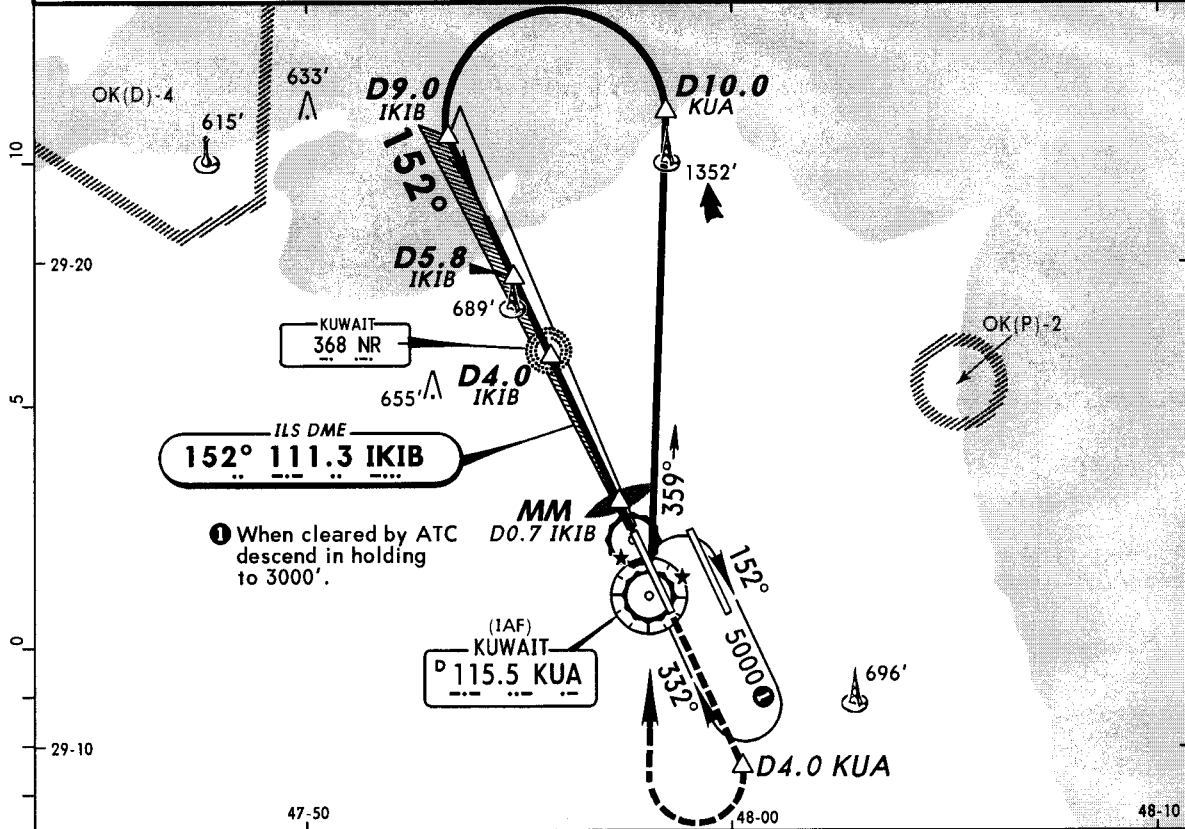 OK(D)-4
633'
615'
D9.0
IKIB
D10.0
KUA
10
152°
1352'
D5.8
IKIB
29-20
689'
OK(P)-2
KUWAIT
368 NR
D4.0
IKIB
655'
5
ILS DME
152° 111.3 IKIB
359°
MM
D0.7 IKIB
1 When cleared by ATC
descend in holding
to 3000'.
152°
(IAF)
KUWAIT
D 115.5 KUA
0
5000 1
332°
696'
29-10
D4.0 KUA
47-50
48-00
48-10